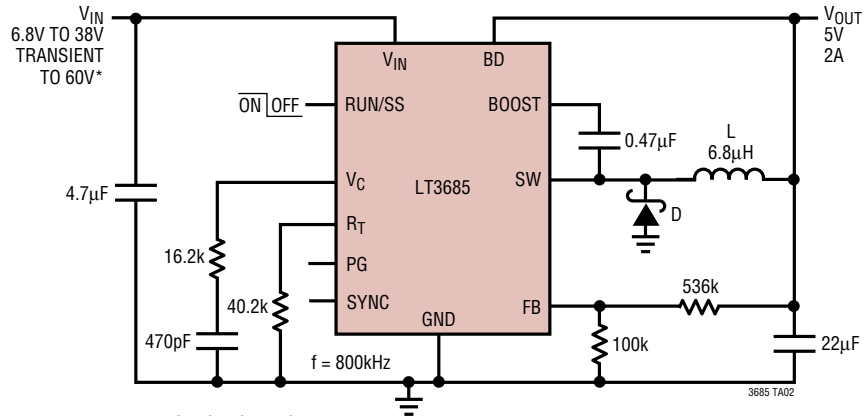 VIN
6.8V TO 38V
TRANSIENT
TO 60V*
VOUT
5V
2A
VIN
BD
ON OFF
RUN/SS
BOOST
0.47µF
L
6.8µH
4.7µF
VC
LT3685
SW
RT
D
16.2k
PG
40.2k
SYNC
FB
536k
GND
470pF
f = 800kHz
100k
22µF
3685 TA02